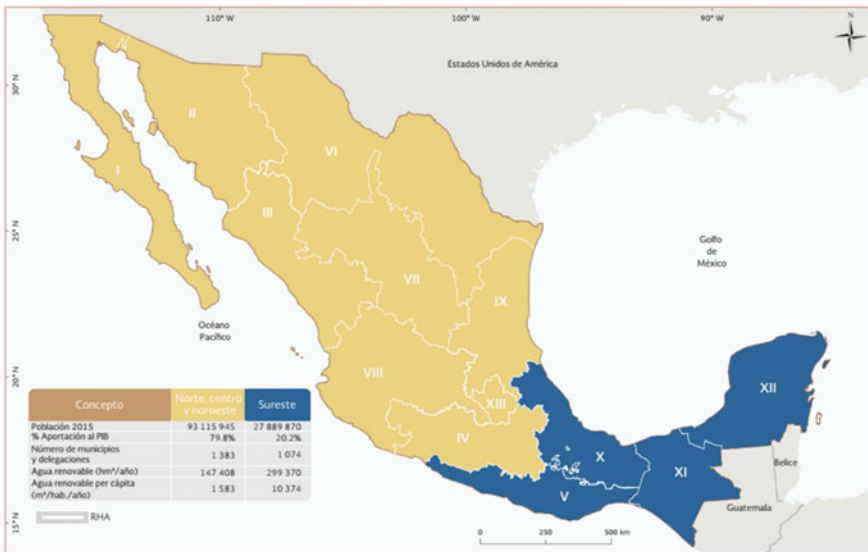 110° W
100° W
90° W
N
Estados Unidos de América
30° N
II
VI
I
III
25° N
Golfo
de
México
VII
IX
Océano
Pacífico
20° N
VIII
XII
XIII
Concepto
Norte, centro
y noroeste
Sureste
IV
Población 2015 93 115 945 27 889 870
% Aportación al PIB 79.8% 20.2%
Número de municipios
y delegaciones 1 383 1 074
Agua renovable (hm³/año) 147 408 299 370
Agua renovable per cápita
(m³/hab./año) 1 583 10 374
X
XI
Belice
V
Guatemala
RHA
15° N
0 250 500 km